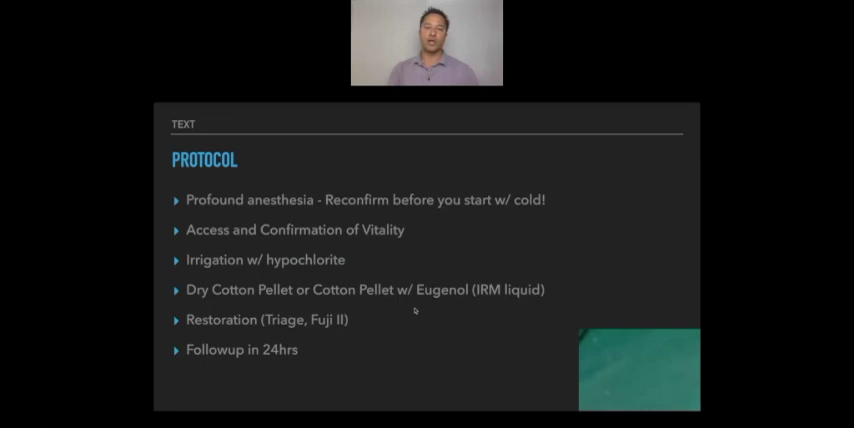 TEXT
PROTOCOL
Profound anesthesia - Reconfirm before you start w/ cold!
Access and Confirmation of Vitality
Irrigation w/ hypochlorite
Dry Cotton Pellet or Cotton Pellet w/ Eugenol (IRM liquid)
Restoration (Triage, Fuji II)
Followup in 24hrs